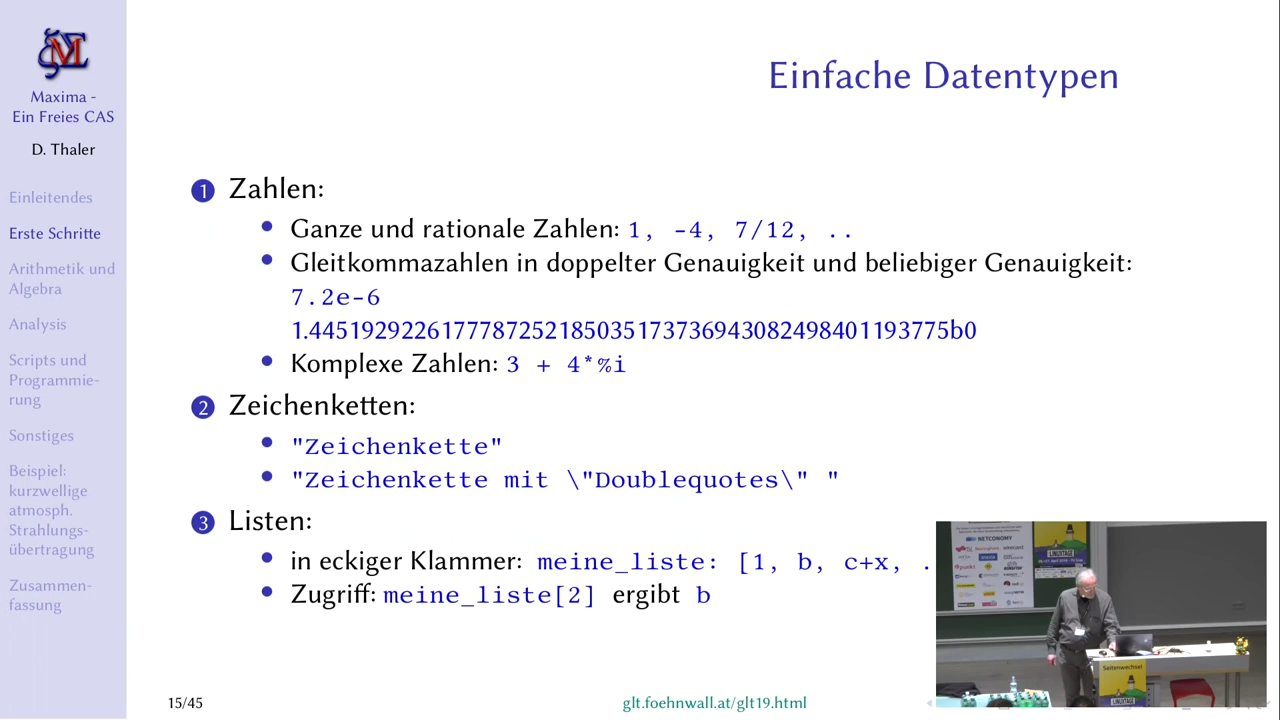 Maxima -
Ein Freies CAS
D. Thaler
Einleitendes
Erste Schritte
Arithmetik und
Algebra
Analysis
Scripts und
Programmie-
rung
Sonstiges
Beispiel:
kurzwellige
atmosph.
Strahlungs-
übertragung
Zusammen-
fassung
Einfache Datentypen
1 Zahlen:
• Ganze und rationale Zahlen: 1, -4, 7/12, ..
• Gleitkommazahlen in doppelter Genauigkeit und beliebiger Genauigkeit:
7.2e-6
1.4451929226177787252185035173736943082498401193775b0
• Komplexe Zahlen: 3 + 4*%i
2 Zeichenketten:
• "Zeichenkette"
• "Zeichenkette mit \"Doublequotes\" "
3 Listen:
• in eckiger Klammer: meine_liste: [1, b, c+x, .
• Zugriff: meine_liste[2] ergibt b
15/45
glt.foehnwall.at/glt19.html
NETCONOMY
LINUXTAGE
Seitenwechsel
LINUXTAGE